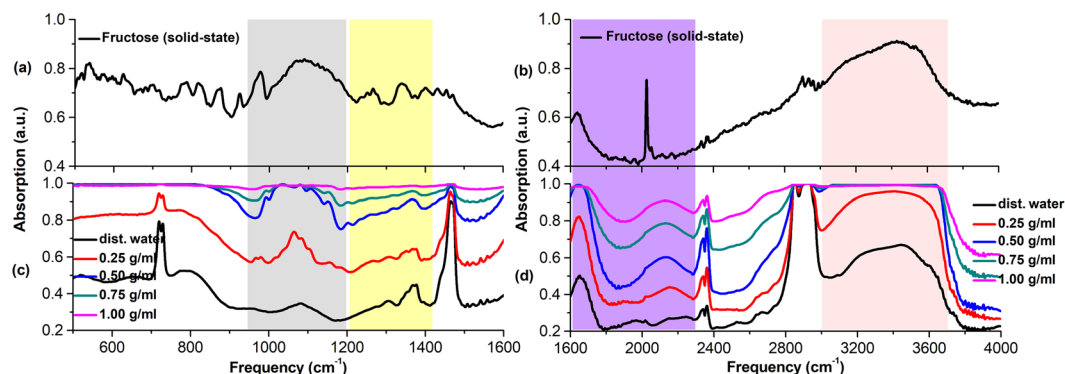 1.0
0.8
0.6
0.4
Fructose (solid-state)
(a)
1.0
0.8
0.6
0.4
Fructose (solid-state)
(b)
Absorption (a.u.)
Absorption (a.u.)
1.0
0.8
0.6
0.4
0.2
dist. water
0.25 g/ml
0.50 g/ml
0.75 g/ml
1.00 g/ml
(c)
600 800 1000 1200 1400 1600
Frequency (cm⁻¹)
1.0
0.8
0.6
0.4
0.2
dist. water
0.25 g/ml
0.50 g/ml
0.75 g/ml
1.00 g/ml
(d)
1600 2000 2400 2800 3200 3600 4000
Frequency (cm⁻¹)